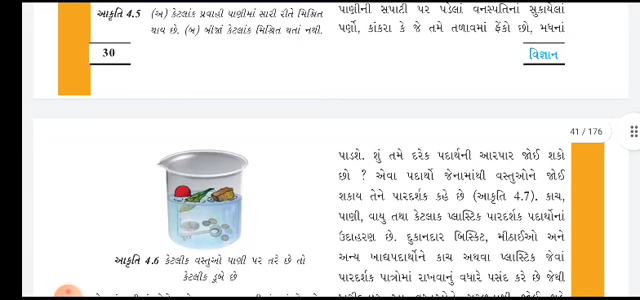 આકૃતિ 4.5 (અ) કેટલાંક પ્રવાહી પાણીમાં સારી રીતે મિશ્રિત
થાય છે. (બ) બીજાં કેટલાંક મિશ્રિત થતાં નથી.
30
પાણીની સપાટી પર પડેલાં વનસ્પતિનાં સુકાયેલાં
પર્ણો, કાંકરા કે જે તમે તળાવમાં ફેંકો છો, મધનાં
વિજ્ઞાન
41 / 176
આકૃતિ 4.6 કેટલીક વસ્તુઓ પાણી પર તરે છે તો
કેટલીક ડૂબે છે
પાડશે. શું તમે દરેક પદાર્થની આરપાર જોઈ શકો
છો ? એવા પદાર્થો જેનામાંથી વસ્તુઓને જોઈ
શકાય તેને પારદર્શક કહે છે (આકૃતિ 4.7). કાચ,
પાણી, વાયુ તથા કેટલાક પ્લાસ્ટિક પારદર્શક પદાર્થોનાં
ઉદાહરણ છે. દુકાનદાર બિસ્કિટ, મીઠાઈઓ અને
અન્ય ખાદ્યપદાર્થોને કાચ અથવા પ્લાસ્ટિક જેવાં
પારદર્શક પાત્રોમાં રાખવાનું વધારે પસંદ કરે છે જેથી